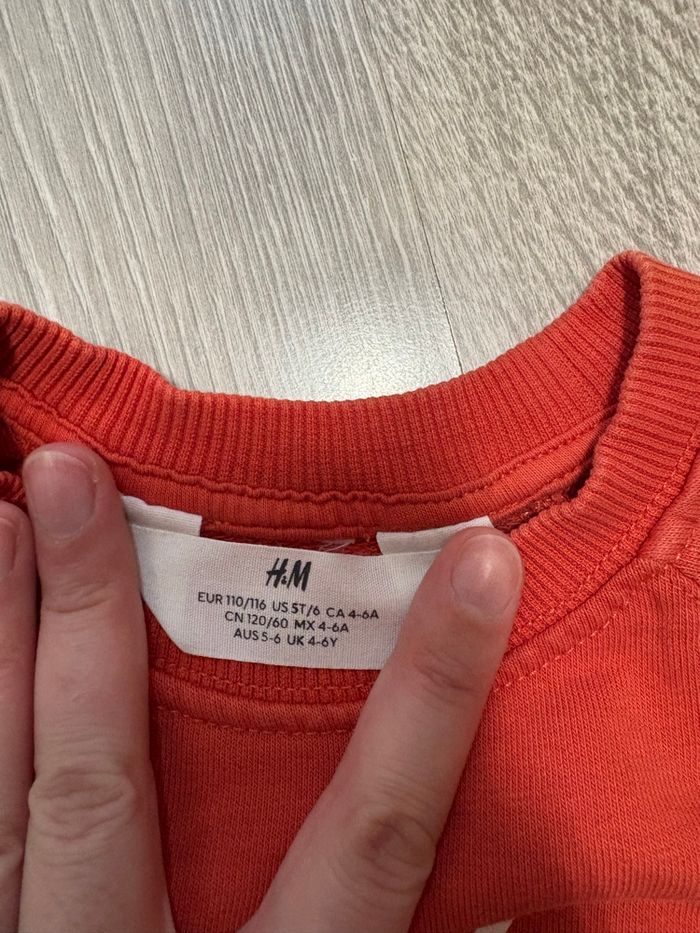 H&M
EUR 110/116 US 5T/6 CA 4-6A
CN 120/60 MX 4-6A
AUS 5-6 UK 4-6Y